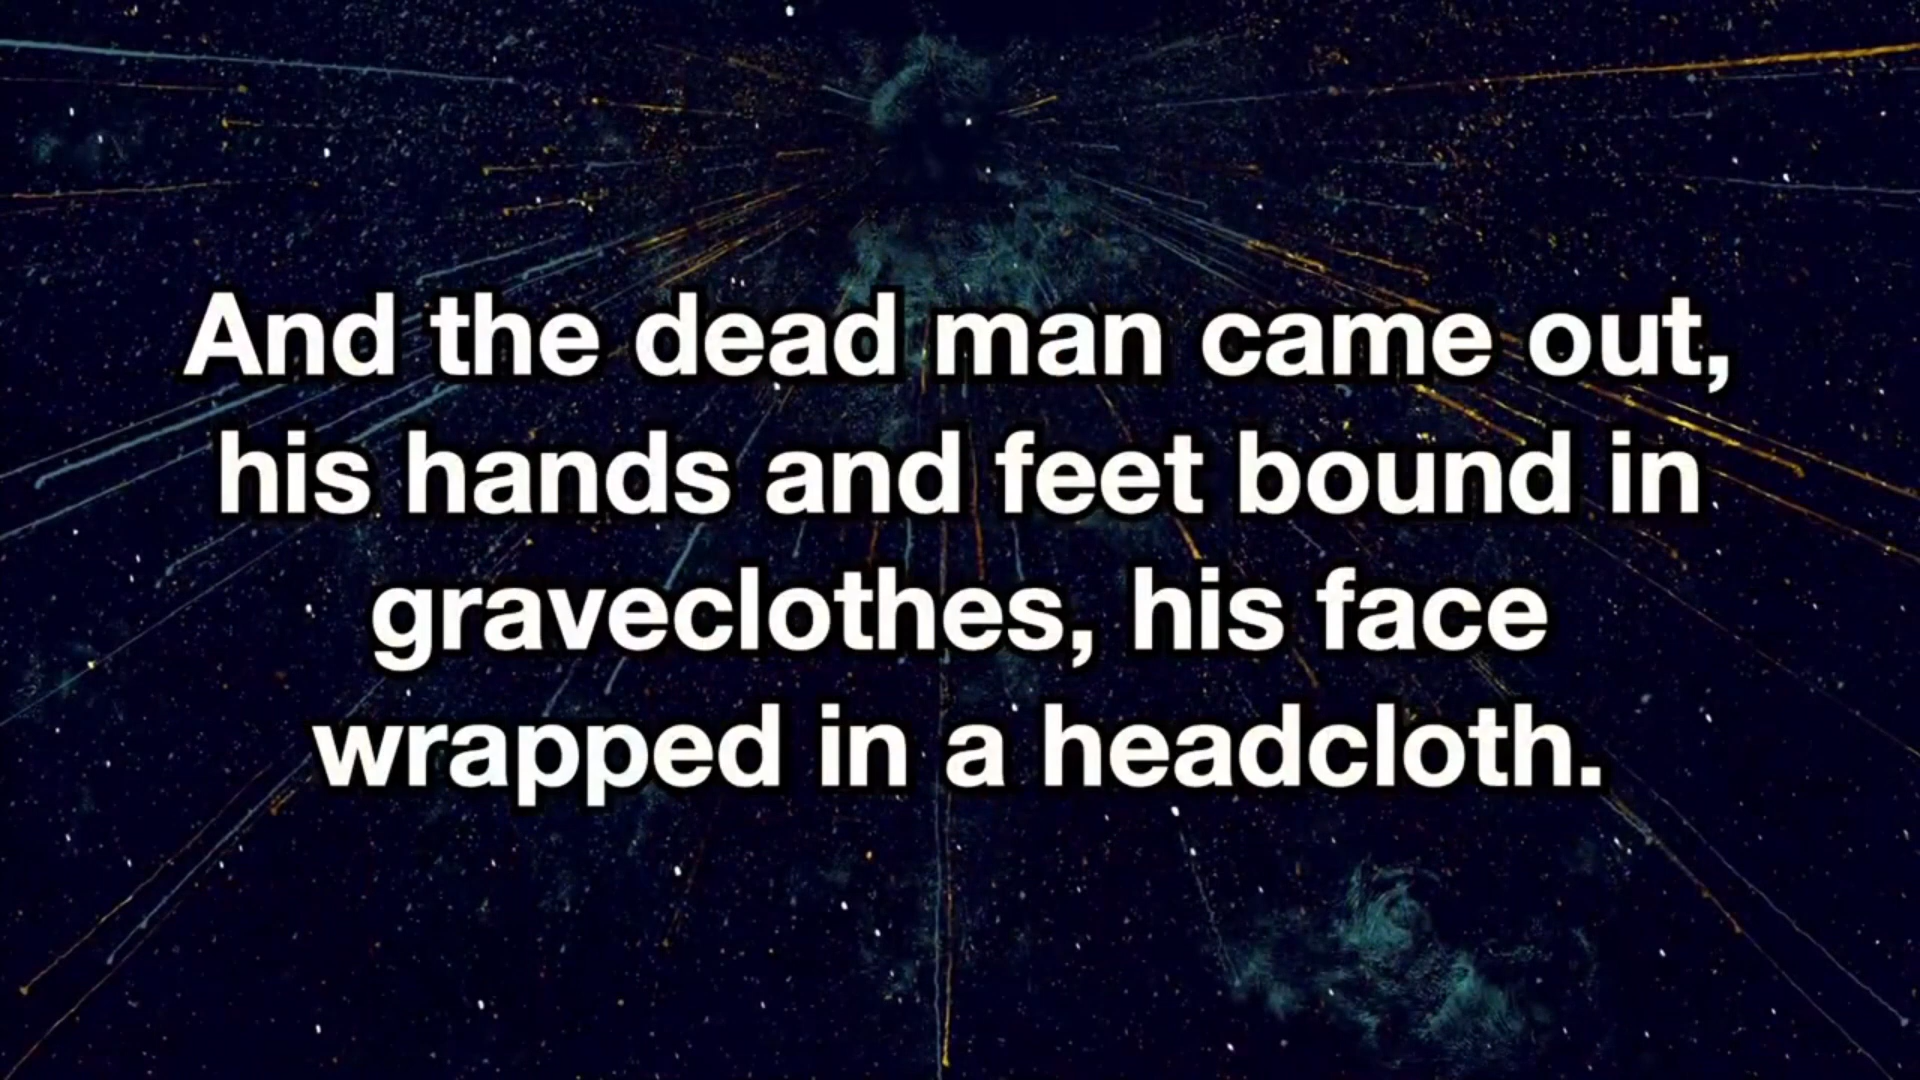 And the dead man came out,
his hands and feet bound in
graveclothes, his face
wrapped in a headcloth.